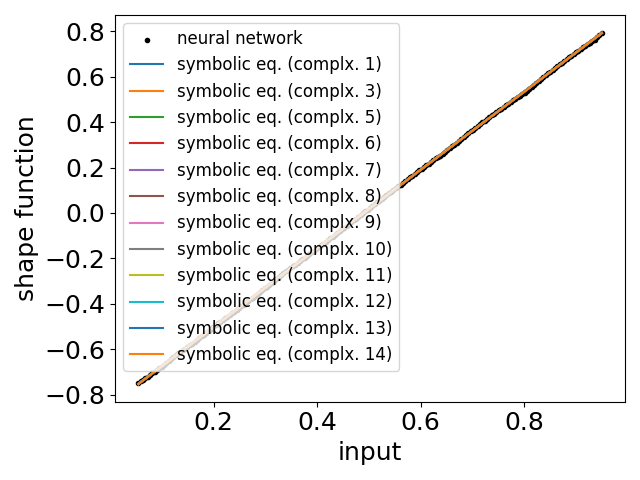 neural network
symbolic eq. (complx. 1)
symbolic eq. (complx. 3)
symbolic eq. (complx. 5)
symbolic eq. (complx. 6)
symbolic eq. (complx. 7)
symbolic eq. (complx. 8)
symbolic eq. (complx. 9)
symbolic eq. (complx. 10)
symbolic eq. (complx. 11)
symbolic eq. (complx. 12)
symbolic eq. (complx. 13)
symbolic eq. (complx. 14)
shape function
0.8
0.6
0.4
0.2
0.0
−0.2
−0.4
−0.6
−0.8
0.2 0.4 0.6 0.8
input